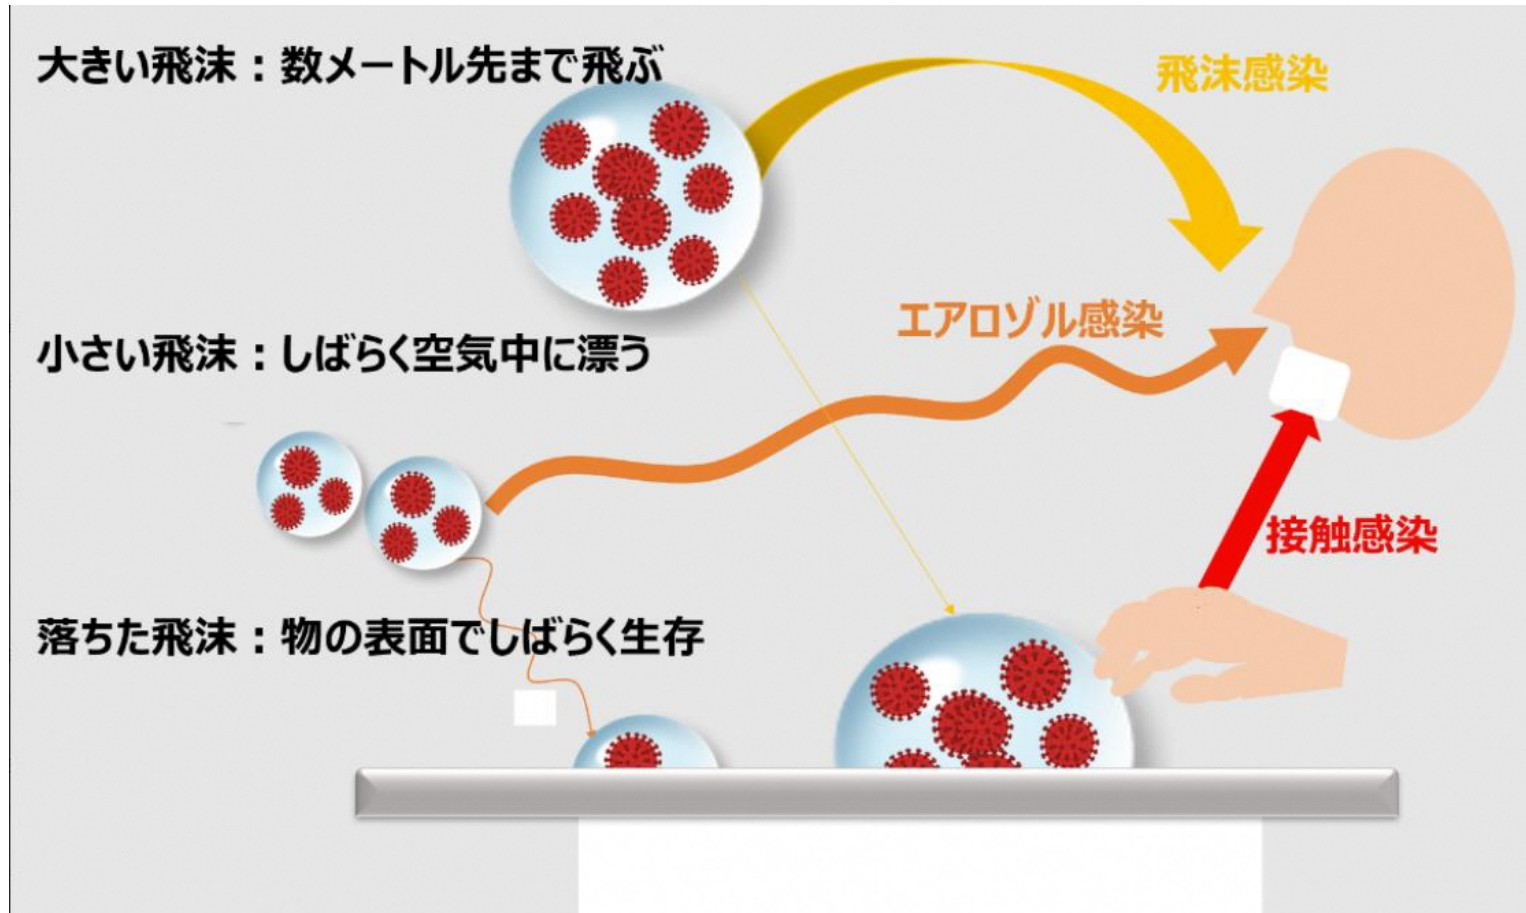 大きい飛沫：数メートル先まで飛ぶ
飛沫感染
エアロゾル感染
小さい飛沫：しばらく空気中に漂う
接触感染
落ちた飛沫：物の表面でしばらく生存